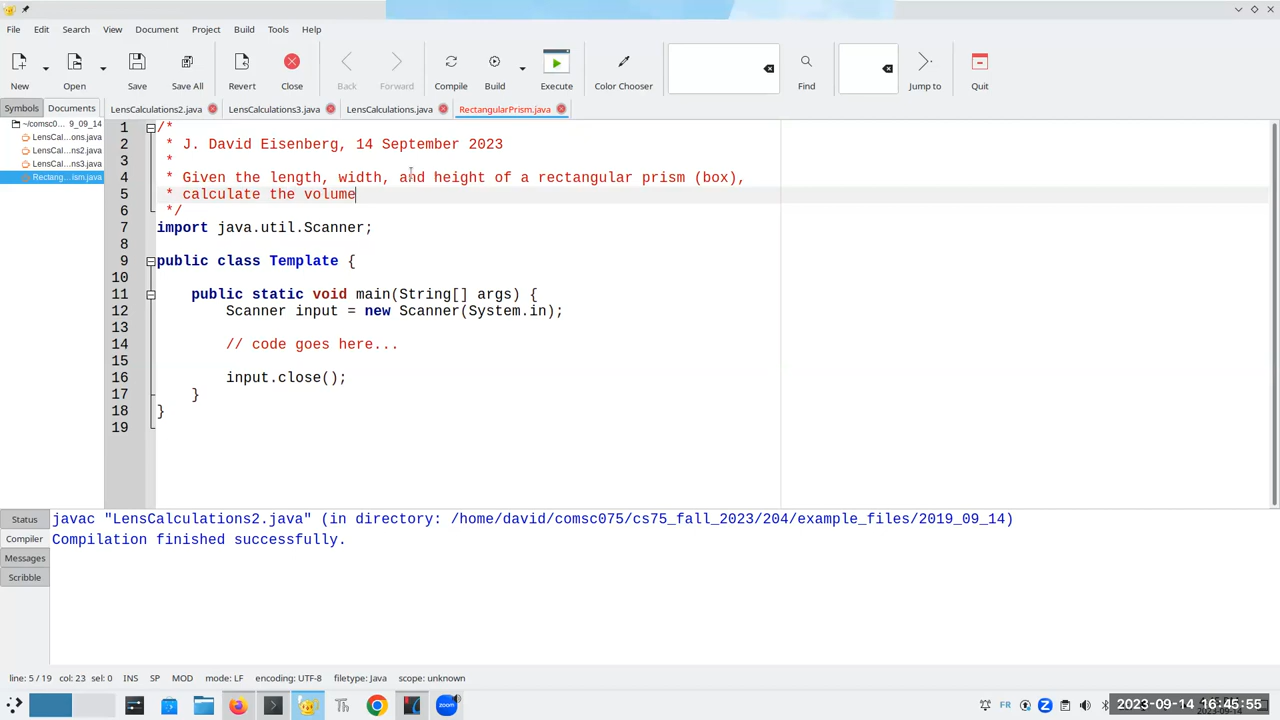 File Edit Search View Document Project Build Tools Help
New Open Save Save All Revert Close Back Forward Compile Build Execute Color Chooser Find Jump to Quit
Symbols Documents LensCalculations2.java LensCalculations3.java LensCalculations.java RectangularPrism.java
~/comsc0... 9_09_14
LensCal...ons.java
LensCal...ns2.java
LensCal...ns3.java
Rectang...ism.java
1 /*
2 * J. David Eisenberg, 14 September 2023
3 *
4 * Given the length, width, and height of a rectangular prism (box),
5 * calculate the volume
6 */
7 import java.util.Scanner;
8
9 public class Template {
10
11 public static void main(String[] args) {
12 Scanner input = new Scanner(System.in);
13
14 // code goes here...
15
16 input.close();
17 }
18 }
19
Status
Compiler
Messages
Scribble
javac "LensCalculations2.java" (in directory: /home/david/comsc075/cs75_fall_2023/204/example_files/2019_09_14)
Compilation finished successfully.
line: 5 / 19 col: 23 sel: 0 INS SP MOD mode: LF encoding: UTF-8 filetype: Java scope: unknown
Th zoom FR 2023-09-14 16:45:55